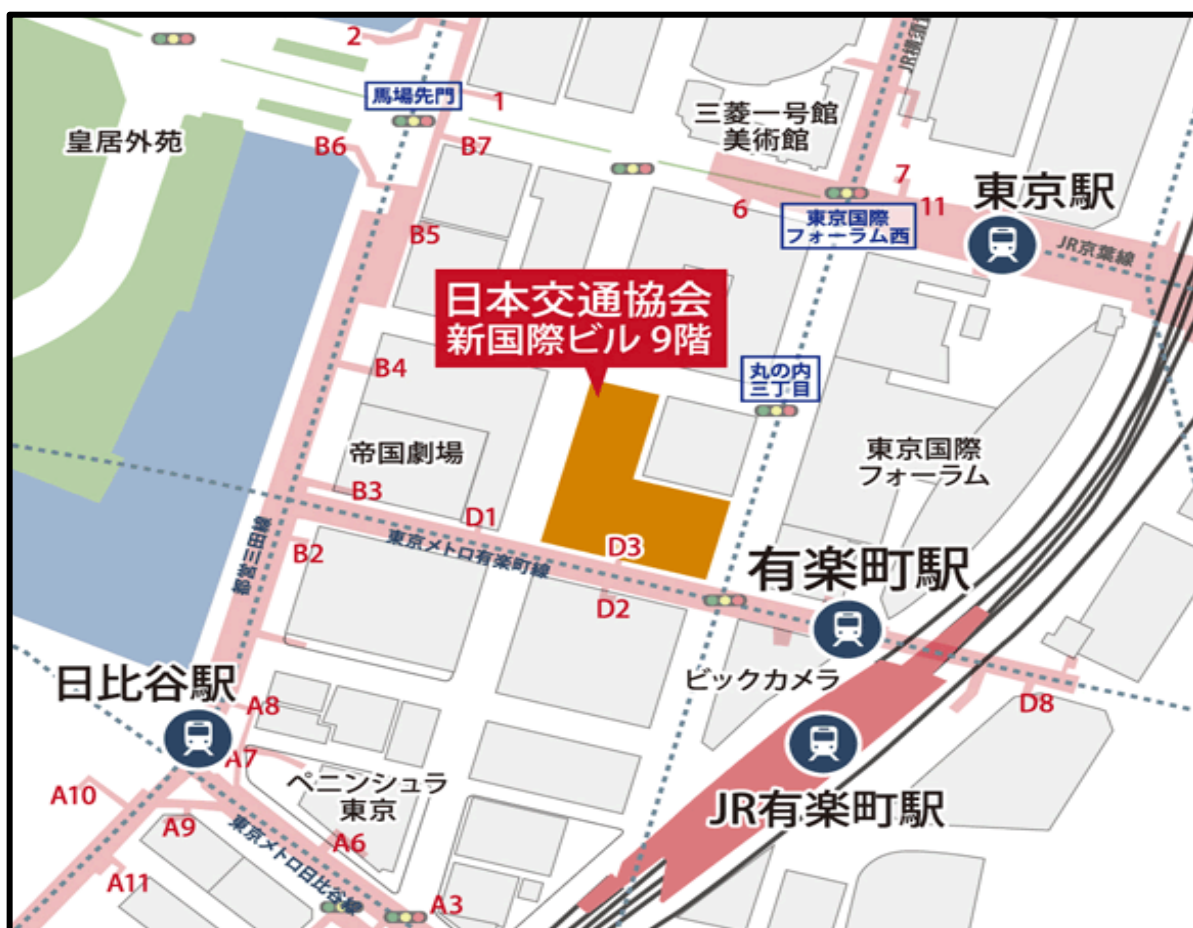 2
JR横須賀
馬場先門
1
三菱一号館
美術館
皇居外苑
B6
B7
7
東京駅
6
11
東京国際
フォーラム西
B5
JR京葉線
日本交通協会
新国際ビル 9階
B4
丸の内
三丁目
帝国劇場
東京国際
フォーラム
B3
D1
東京メトロ有楽町線
D3
都営三田線
B2
有楽町駅
D2
日比谷駅
ビックカメラ
A8
D8
A7
ペニンシュラ
東京
A10
JR有楽町駅
A9
東京メトロ日比谷線
A6
A11
A3